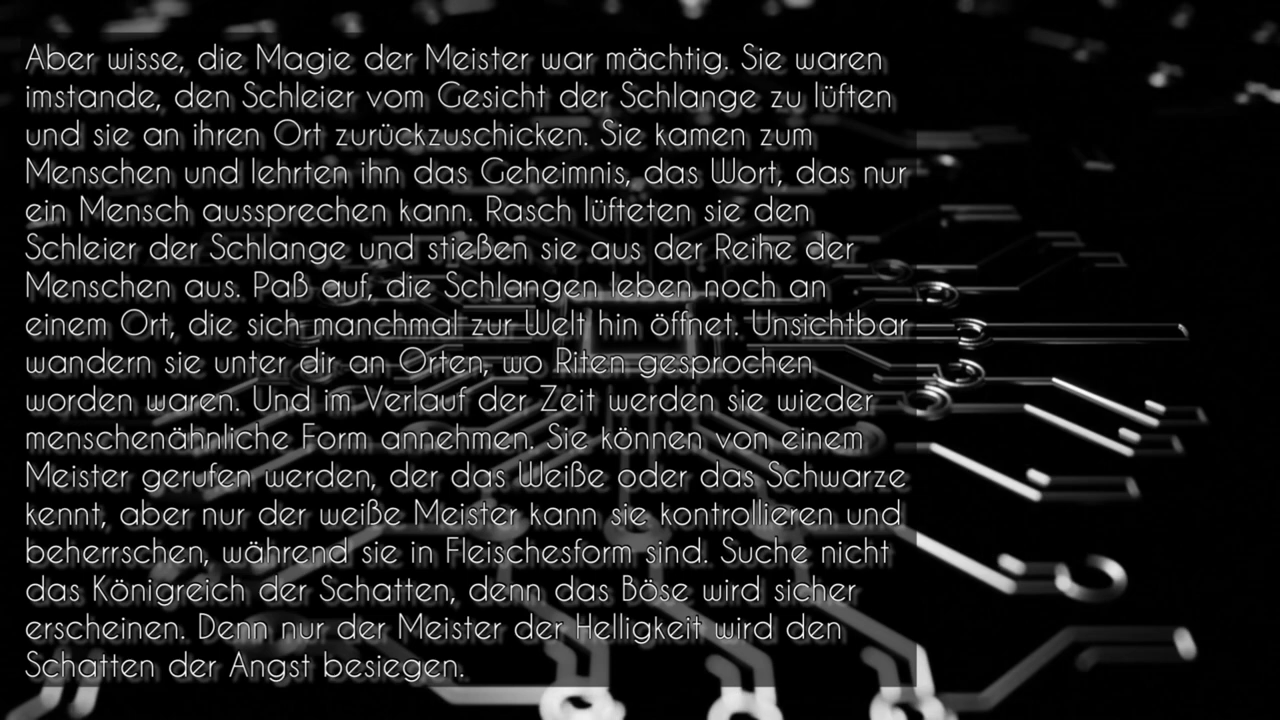 Aber wisse, die Magie der Meister war mächtig. Sie waren
imstande, den Schleier vom Gesicht der Schlange zu lüften
und sie an ihren Ort zurückzuschicken. Sie kamen zum
Menschen und lehrten ihn das Geheimnis, das Wort, das nur
ein Mensch aussprechen kann. Rasch lüfteten sie den
Schleier der Schlange und stießen sie aus der Reihe der
Menschen aus. Paß auf, die Schlangen leben noch an
einem Ort, die sich manchmal zur Welt hin öffnet. Unsichtbar
wandern sie unter dir an Orten, wo Riten gesprochen
worden waren. Und im Verlauf der Zeit werden sie wieder
menschenähnliche Form annehmen. Sie können von einem
Meister gerufen werden, der das Weiße oder das Schwarze
kennt, aber nur der weiße Meister kann sie kontrollieren und
beherrschen, während sie in Fleischesform sind. Suche nicht
das Königreich der Schatten, denn das Böse wird sicher
erscheinen. Denn nur der Meister der Helligkeit wird den
Schatten der Angst besiegen.